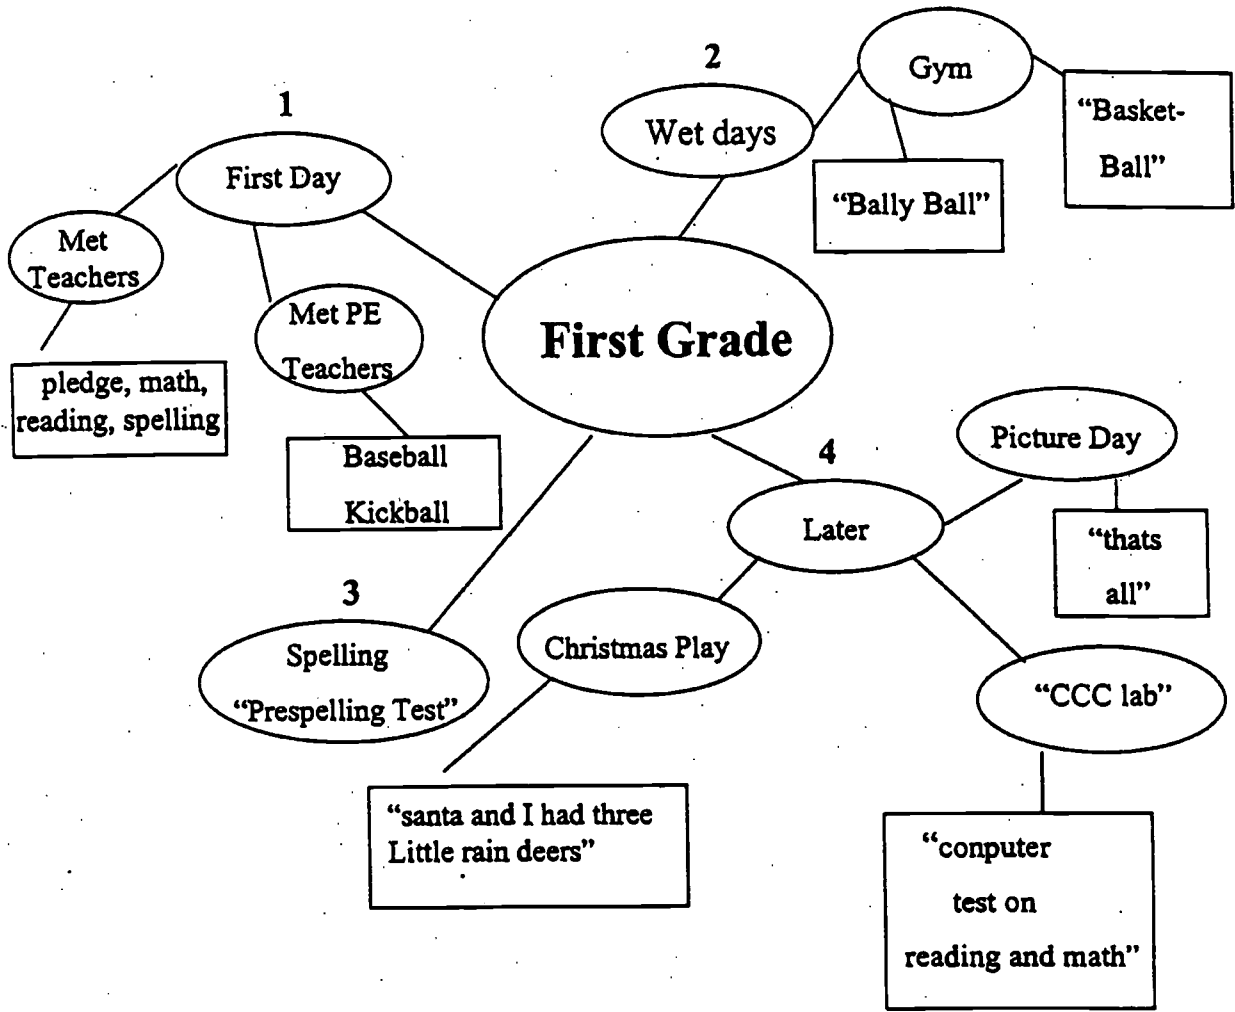 1
First Day
Met
Teachers
pledge, math,
reading, spelling
Met PE
Teachers
Baseball
Kickball
2
Wet days
Gym
“Bally Ball”
“Basket-
Ball”
First Grade
3
Spelling
“Prespelling Test”
4
Later
Picture Day
“thats
all”
Christmas Play
“santa and I had three
Little rain deers”
“CCC lab”
“conputer
test on
reading and math”